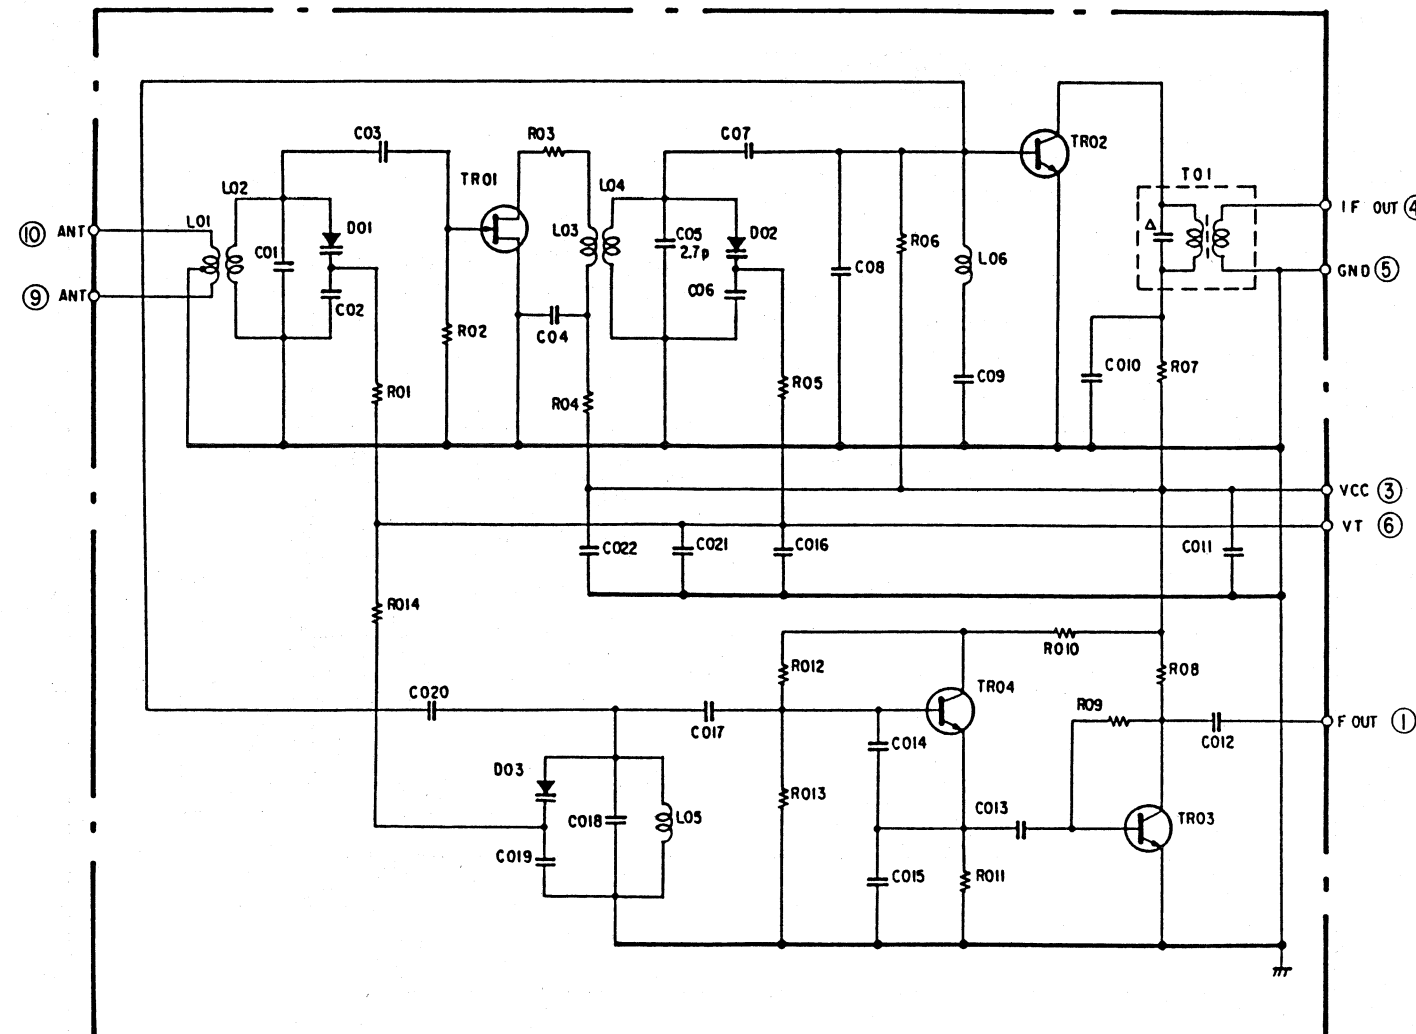 C03
R03
C07
TR02
TR01
T01
L02
L04
L01
10 ANT
D01
L03
C05
2.7p
D02
R06
Δ
IF OUT 4
C01
C08
L06
GND 5
9 ANT
C02
C06
R02
C04
C09
C010
R07
R01
R04
R05
VCC 3
VT 6
C022
C021
C016
C011
R014
R012
R010
R08
C020
TR04
R09
C017
C014
C012
F OUT 1
D03
C018
L05
R013
C013
TR03
C019
C015
R011